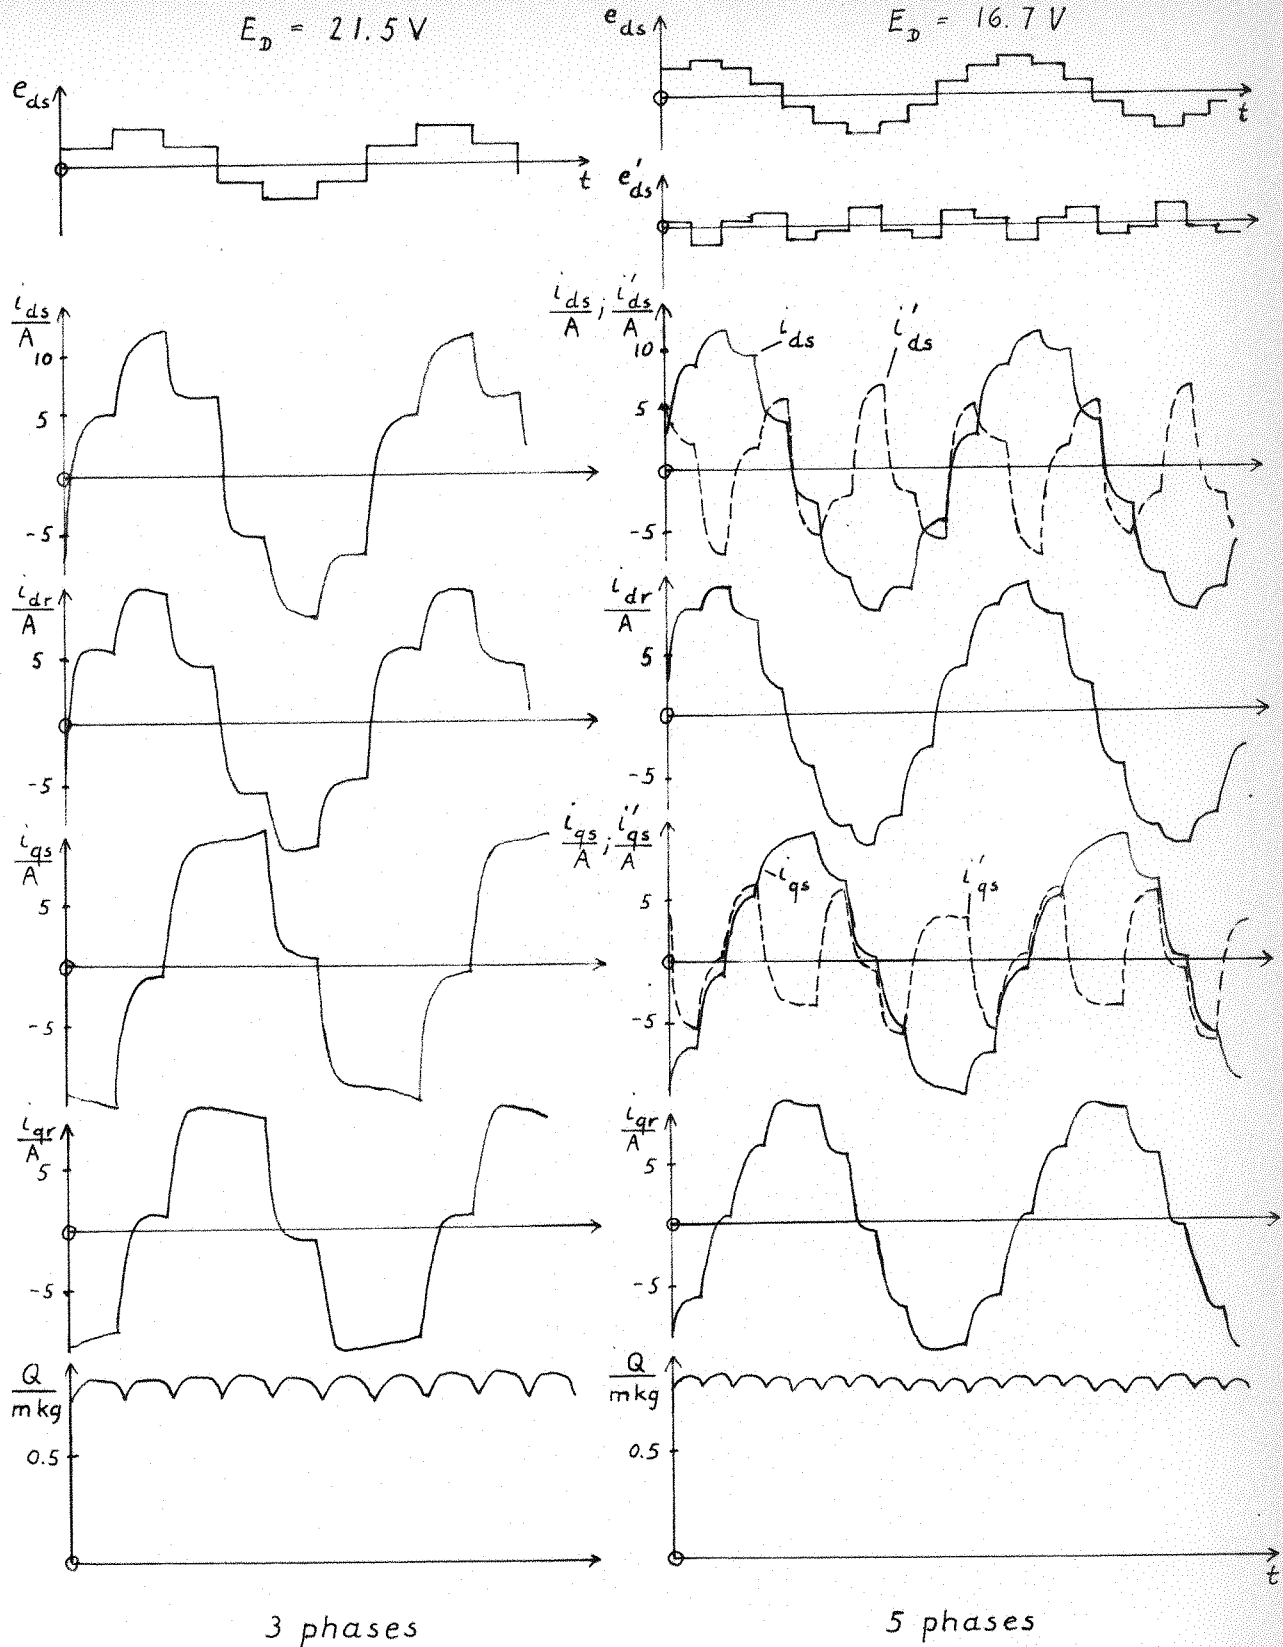 E_D = 21.5 V
e_ds
t
i_ds/A
10
5
-5
i_dr/A
5
-5
i_qs/A
5
-5
i_qr/A
5
-5
Q/mkg
0.5
3 phases
E_D = 16.7 V
e_ds
t
e'_ds
i_ds/A ; i'_ds/A
i_ds
i'_ds
10
5
-5
i_dr/A
5
-5
i_qs/A ; i'_qs/A
i_qs
i'_qs
5
-5
i_qr/A
5
-5
Q/mkg
0.5
t
5 phases